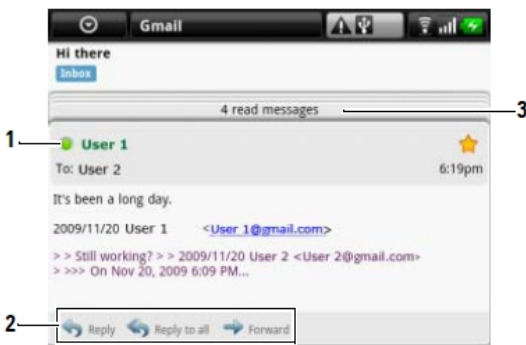 Gmail
Hi there
Inbox
4 read messages
3
1
User 1
To: User 2
6:19pm
It's been a long day.
2009/11/20 User 1 <User 1@gmail.com>
> > Still working? > > 2009/11/20 User 2 <User 2@gmail.com>
> >>> On Nov 20, 2009 6:09 PM...
2
Reply Reply to all Forward